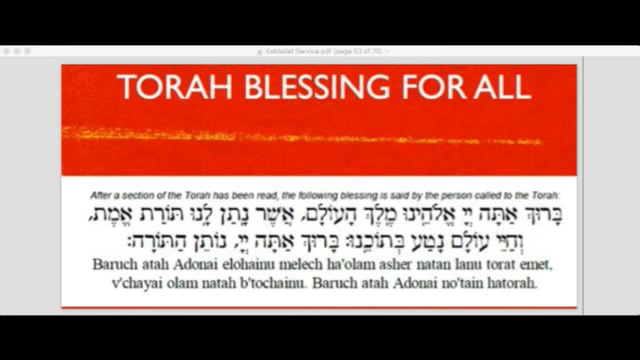 Kabbalat Service.pdf (page 53 of 70)
TORAH BLESSING FOR ALL
After a section of the Torah has been read, the following blessing is said by the person called to the Torah:
בָּרוּךְ אַתָּה יְיָ אֱלֹהֵינוּ מֶלֶךְ הָעוֹלָם, אֲשֶׁר נָתַן לָנוּ תּוֹרַת אֱמֶת,
וְחַיֵּי עוֹלָם נָטַע בְּתוֹכֵנוּ: בָּרוּךְ אַתָּה יְיָ, נוֹתֵן הַתּוֹרָה:
Baruch atah Adonai elohainu melech ha'olam asher natan lanu torat emet,
v'chayai olam natah b'tochainu. Baruch atah Adonai no'tain hatorah.